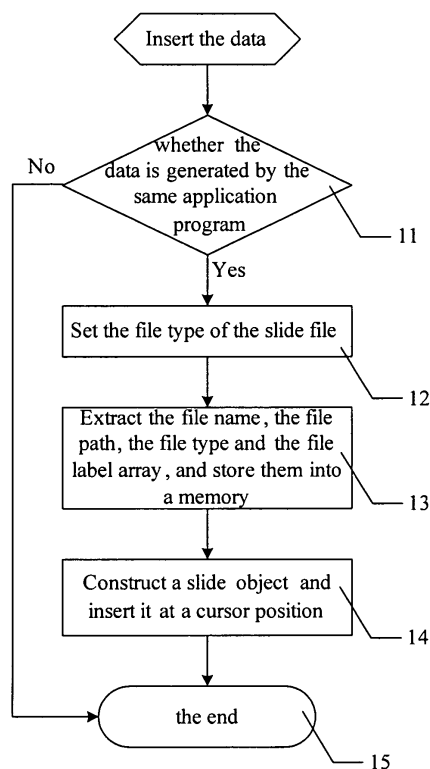 Insert the data
whether the
data is generated by the
same application
program
No
11
Yes
Set the file type of the slide file
12
Extract the file name, the file
path, the file type and the file
label array, and store them into
a memory
13
Construct a slide object and
insert it at a cursor position
14
the end
15